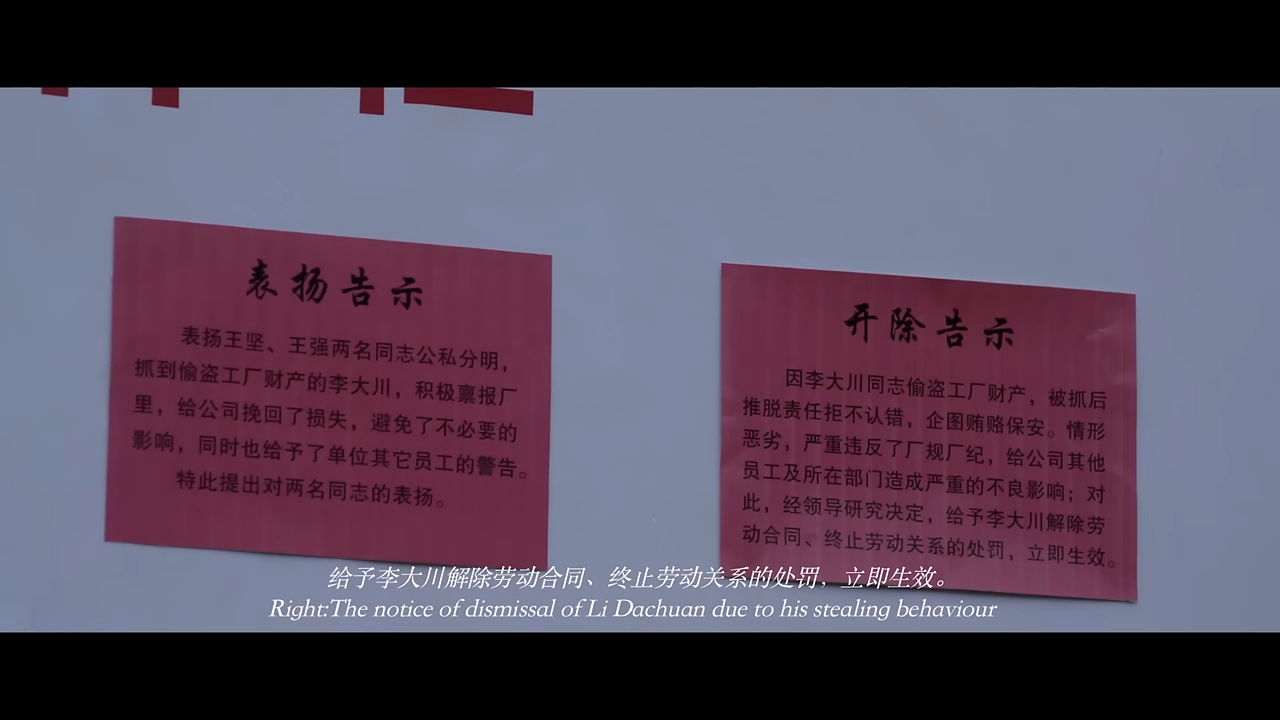 表扬告示
表扬王坚、王强两名同志公私分明，
抓到偷盗工厂财产的李大川，积极禀报厂
里，给公司挽回了损失，避免了不必要的
影响，同时也给予了单位其它员工的警告。
特此提出对两名同志的表扬。
开除告示
因李大川同志偷盗工厂财产，被抓后
推脱责任拒不认错，企图贿赂保安。情形
恶劣，严重违反了厂规厂纪，给公司其他
员工及所在部门造成严重的不良影响；对
此，经领导研究决定，给予李大川解除劳
动合同、终止劳动关系的处罚，立即生效。
给予李大川解除劳动合同、终止劳动关系的处罚，立即生效。
Right:The notice of dismissal of Li Dachuan due to his stealing behaviour